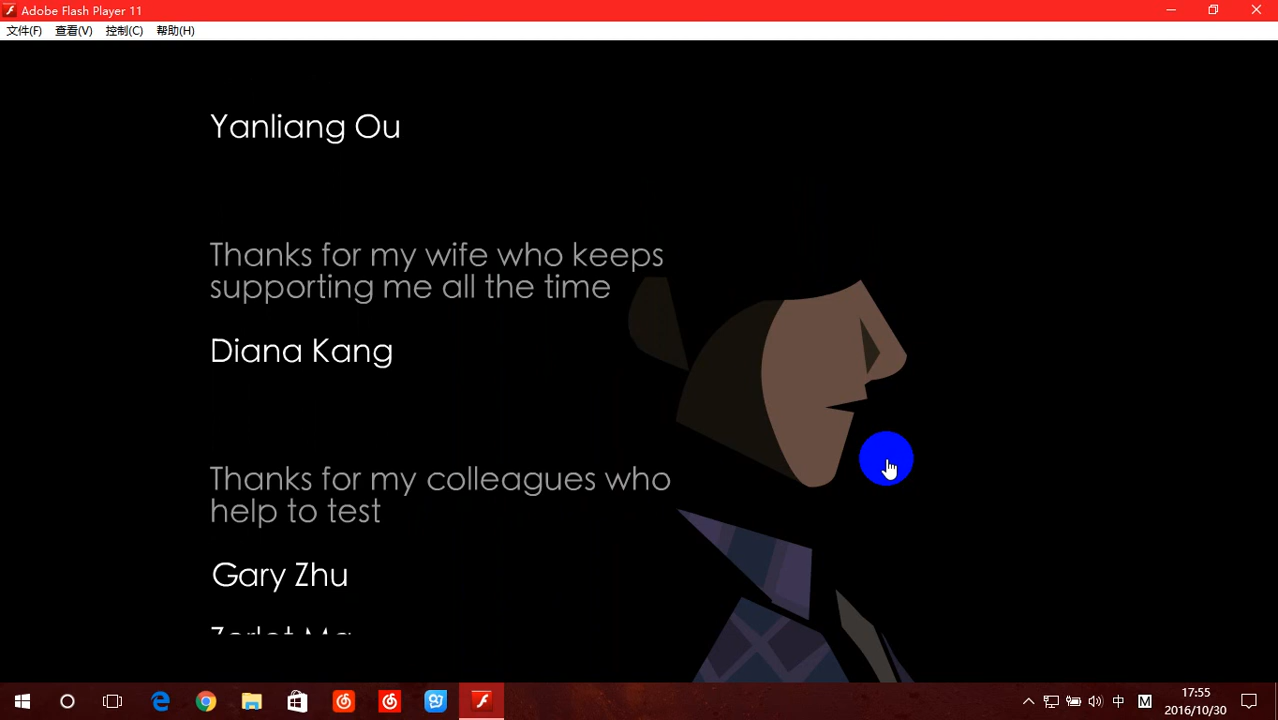 Adobe Flash Player 11
文件(F) 查看(V) 控制(C) 帮助(H)
Yanliang Ou
Thanks for my wife who keeps
supporting me all the time
Diana Kang
Thanks for my colleagues who
help to test
Gary Zhu
中 M
17:55
2016/10/30